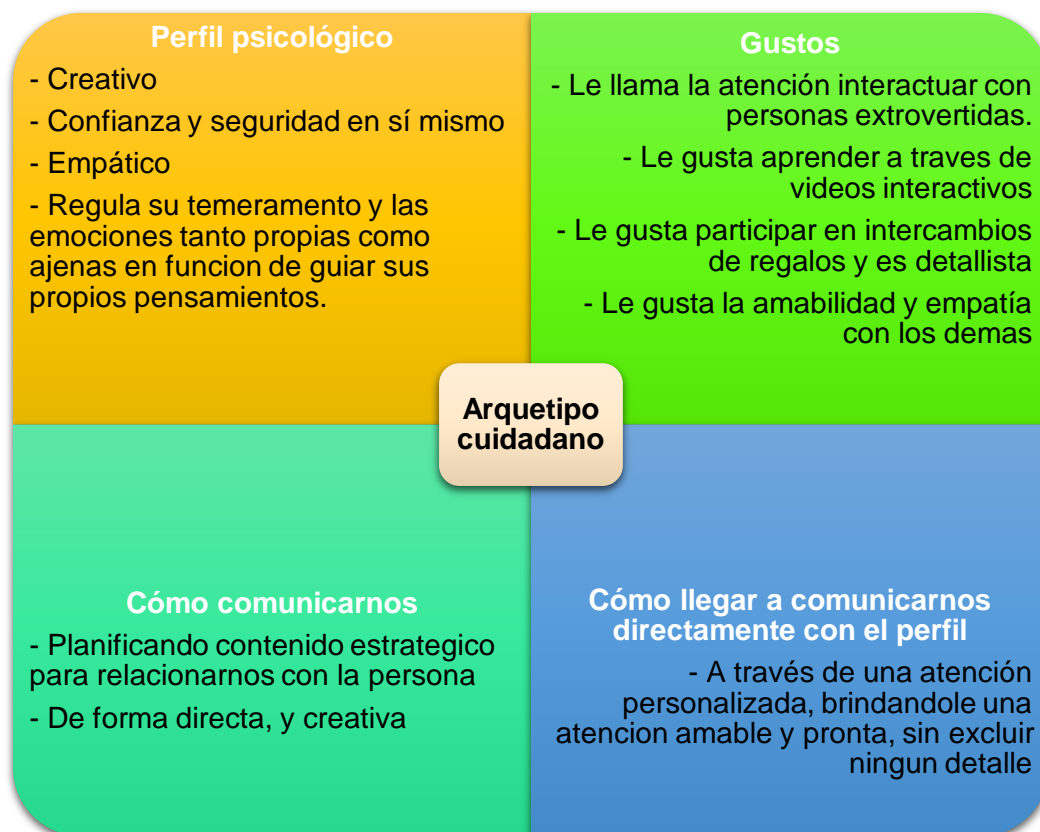 Perfil psicológico
- Creativo
- Confianza y seguridad en sí mismo
- Empático
- Regula su temeramento y las
emociones tanto propias como
ajenas en funcion de guiar sus
propios pensamientos.
Gustos
- Le llama la atención interactuar con
personas extrovertidas.
- Le gusta aprender a traves de
videos interactivos
- Le gusta participar en intercambios
de regalos y es detallista
- Le gusta la amabilidad y empatía
con los demas
Arquetipo
cuidadano
Cómo comunicarnos
- Planificando contenido estrategico
para relacionarnos con la persona
- De forma directa, y creativa
Cómo llegar a comunicarnos
directamente con el perfil
- A través de una atención
personalizada, brindandole una
atencion amable y pronta, sin excluir
ningun detalle